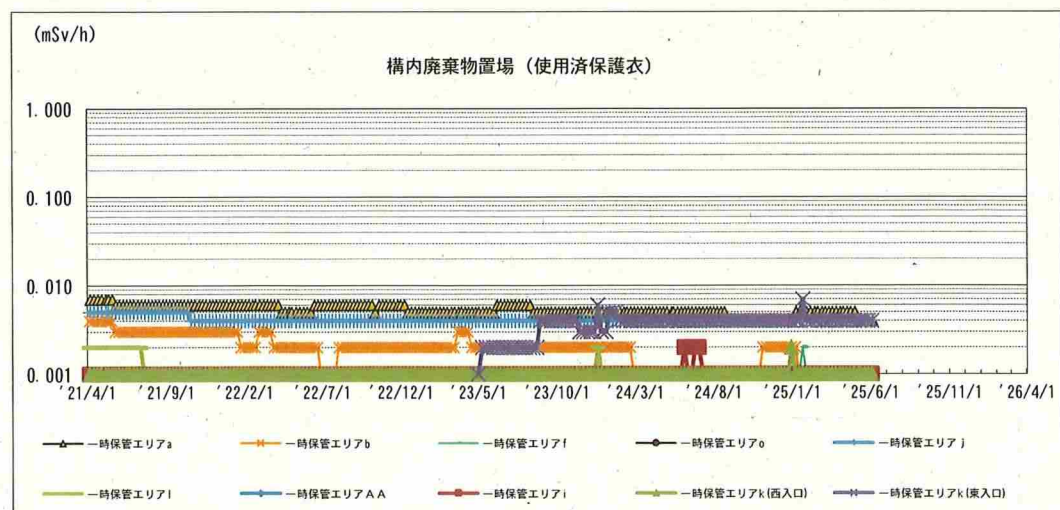 (mSv/h)
構内廃棄物置場（使用済保護衣）
1.000
0.100
0.010
0.001
'21/4/1 '21/9/1 '22/2/1 '22/7/1 '22/12/1 '23/5/1 '23/10/1 '24/3/1 '24/8/1 '25/1/1 '25/6/1 '25/11/1 '26/4/1
一時保管エリアa 一時保管エリアb 一時保管エリアf 一時保管エリアo 一時保管エリアj
一時保管エリアl 一時保管エリアAA 一時保管エリアi 一時保管エリアk(西入口) 一時保管エリアk(東入口)